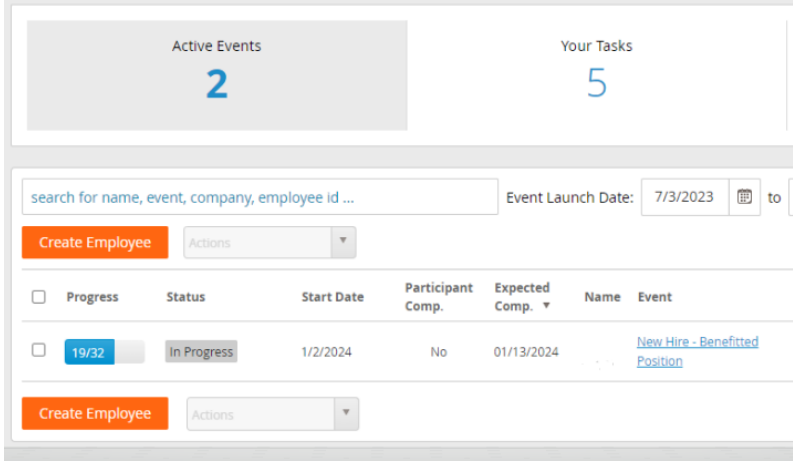 Active Events
2
Your Tasks
5
search for name, event, company, employee id ...
Event Launch Date: 7/3/2023 to
Create Employee Actions
Progress Status Start Date Participant Comp. Expected Comp. Name Event
19/32 In Progress 1/2/2024 No 01/13/2024 New Hire - Benefitted Position
Create Employee Actions